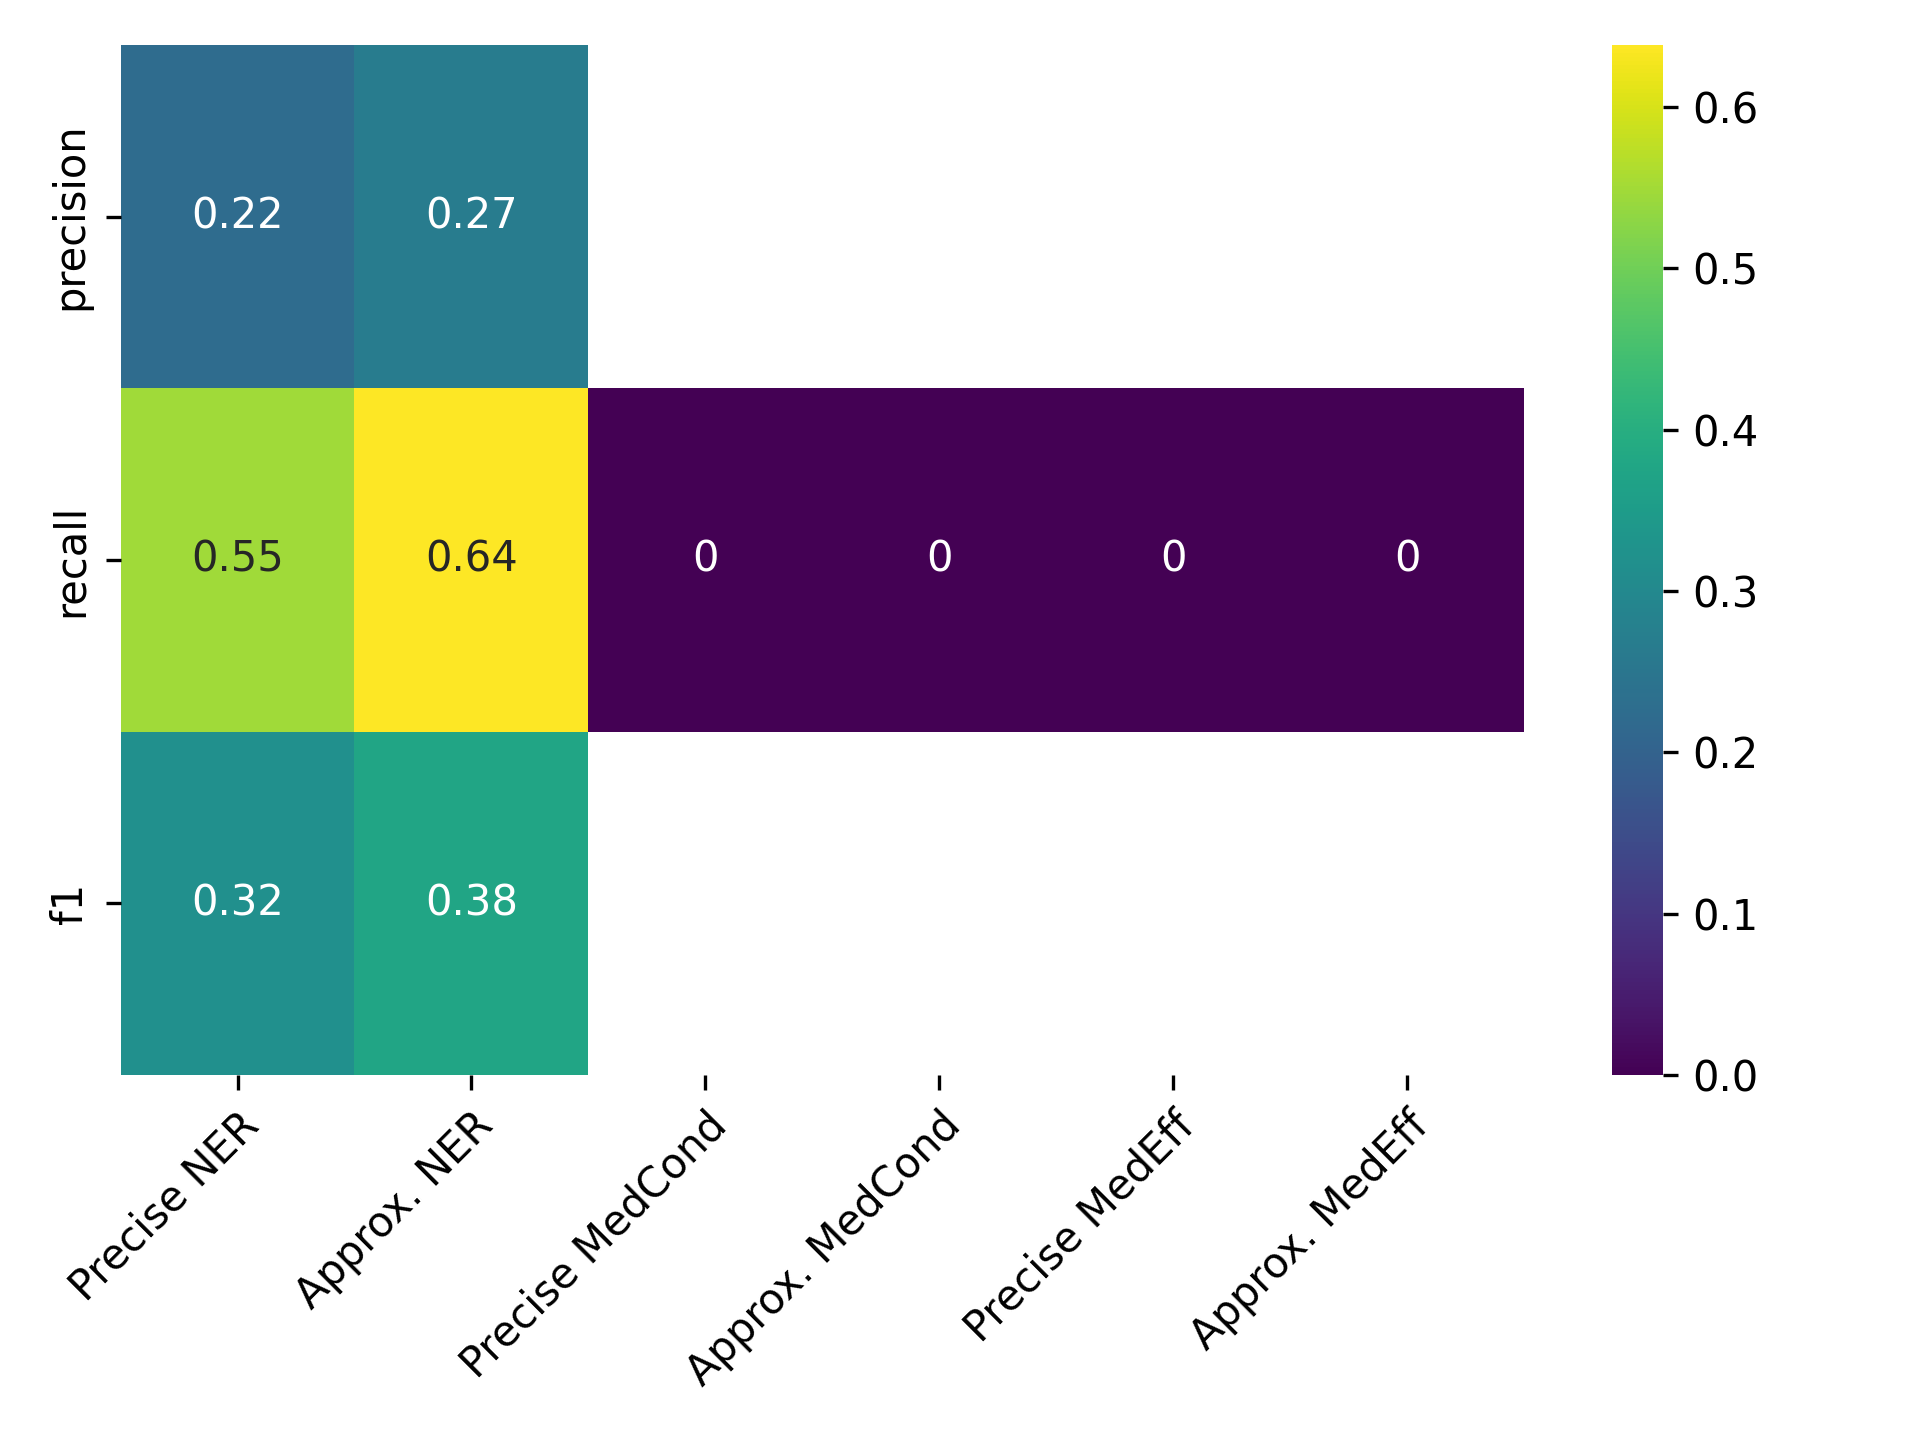 precision
recall
f1
0.22 0.27
0.55 0.64 0 0 0 0
0.32 0.38
Precise NER
Approx. NER
Precise MedCond
Approx. MedCond
Precise MedEff
Approx. MedEff
0.6
0.5
0.4
0.3
0.2
0.1
0.0